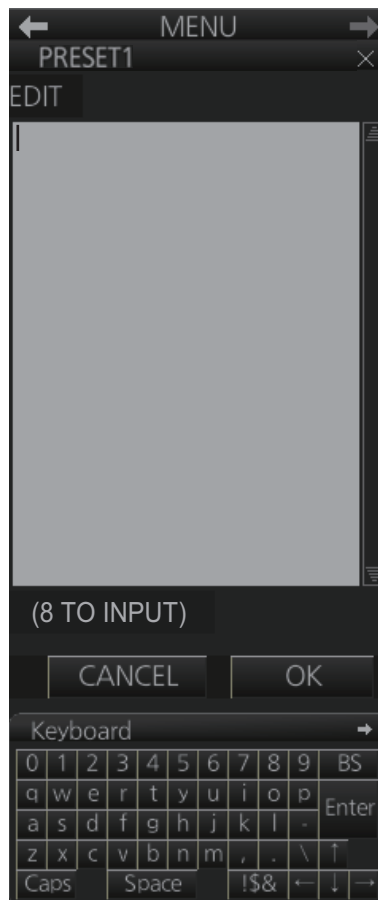 MENU
PRESET1
EDIT
(8 TO INPUT)
CANCEL OK
Keyboard
0 1 2 3 4 5 6 7 8 9 BS
q w e r t y u i o p
Enter
a s d f g h j k l -
z x c v b n m , . \ ↑
Caps Space !$& ← ↓ →